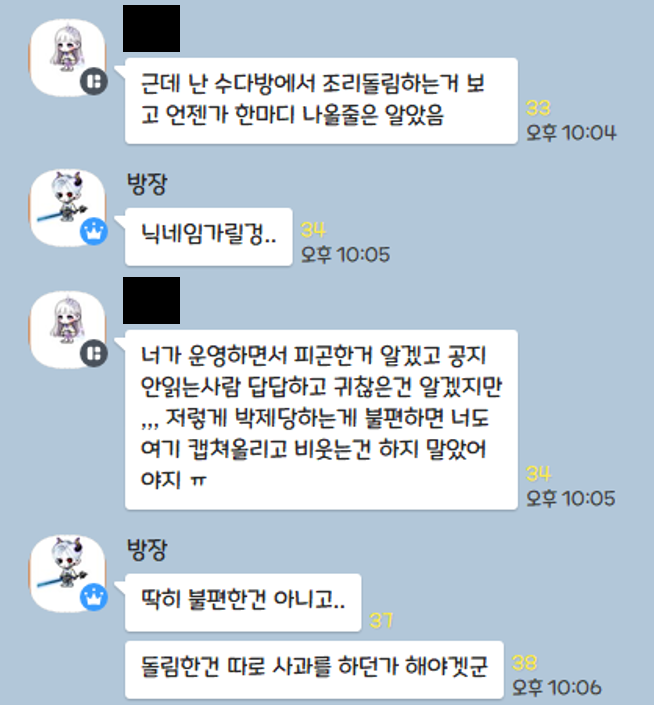 근데 난 수다방에서 조리돌림하는거 보
고 언젠가 한마디 나올줄은 알았음
33
오후 10:04
방장
닉네임가릴겅..
34
오후 10:05
너가 운영하면서 피곤한거 알겠고 공지
안읽는사람 답답하고 귀찮은건 알겠지만
,,, 저렇게 박제당하는게 불편하면 너도
여기 캡쳐올리고 비웃는건 하지 말았어
야지 ㅠ
34
오후 10:05
방장
딱히 불편한건 아니고..
37
돌림한건 따로 사과를 하던가 해야겟군
38
오후 10:06